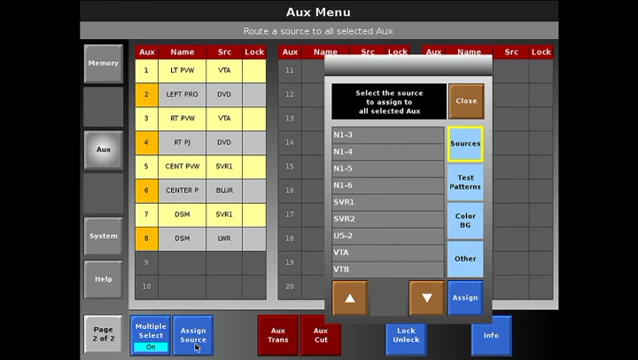 Aux Menu
Route a source to all selected Aux
Memory
Aux
System
Help
Page
2 of 2
Aux Name Src Lock
1 LT PVW VTA
2 LEFT PRO DVD
3 RT PVW VTA
4 RT PJ DVD
5 CENT PVW SVR1
6 CENTER P BLUR
7 DSM SVR1
8 DSM LWR
9
10
Aux Name Src Lock
11
12
13
14
15
16
17
18
19
20
Aux Name Src Lock
Select the source
to assign to
all selected Aux
Close
N1-3
N1-4
N1-5
N1-6
SVR1
SVR2
U5-2
VTA
VTB
Sources
Test
Patterns
Color
BG
Other
Assign
Multiple
Select
On
Assign
Source
Aux
Trans
Aux
Cut
Lock
Unlock
Info